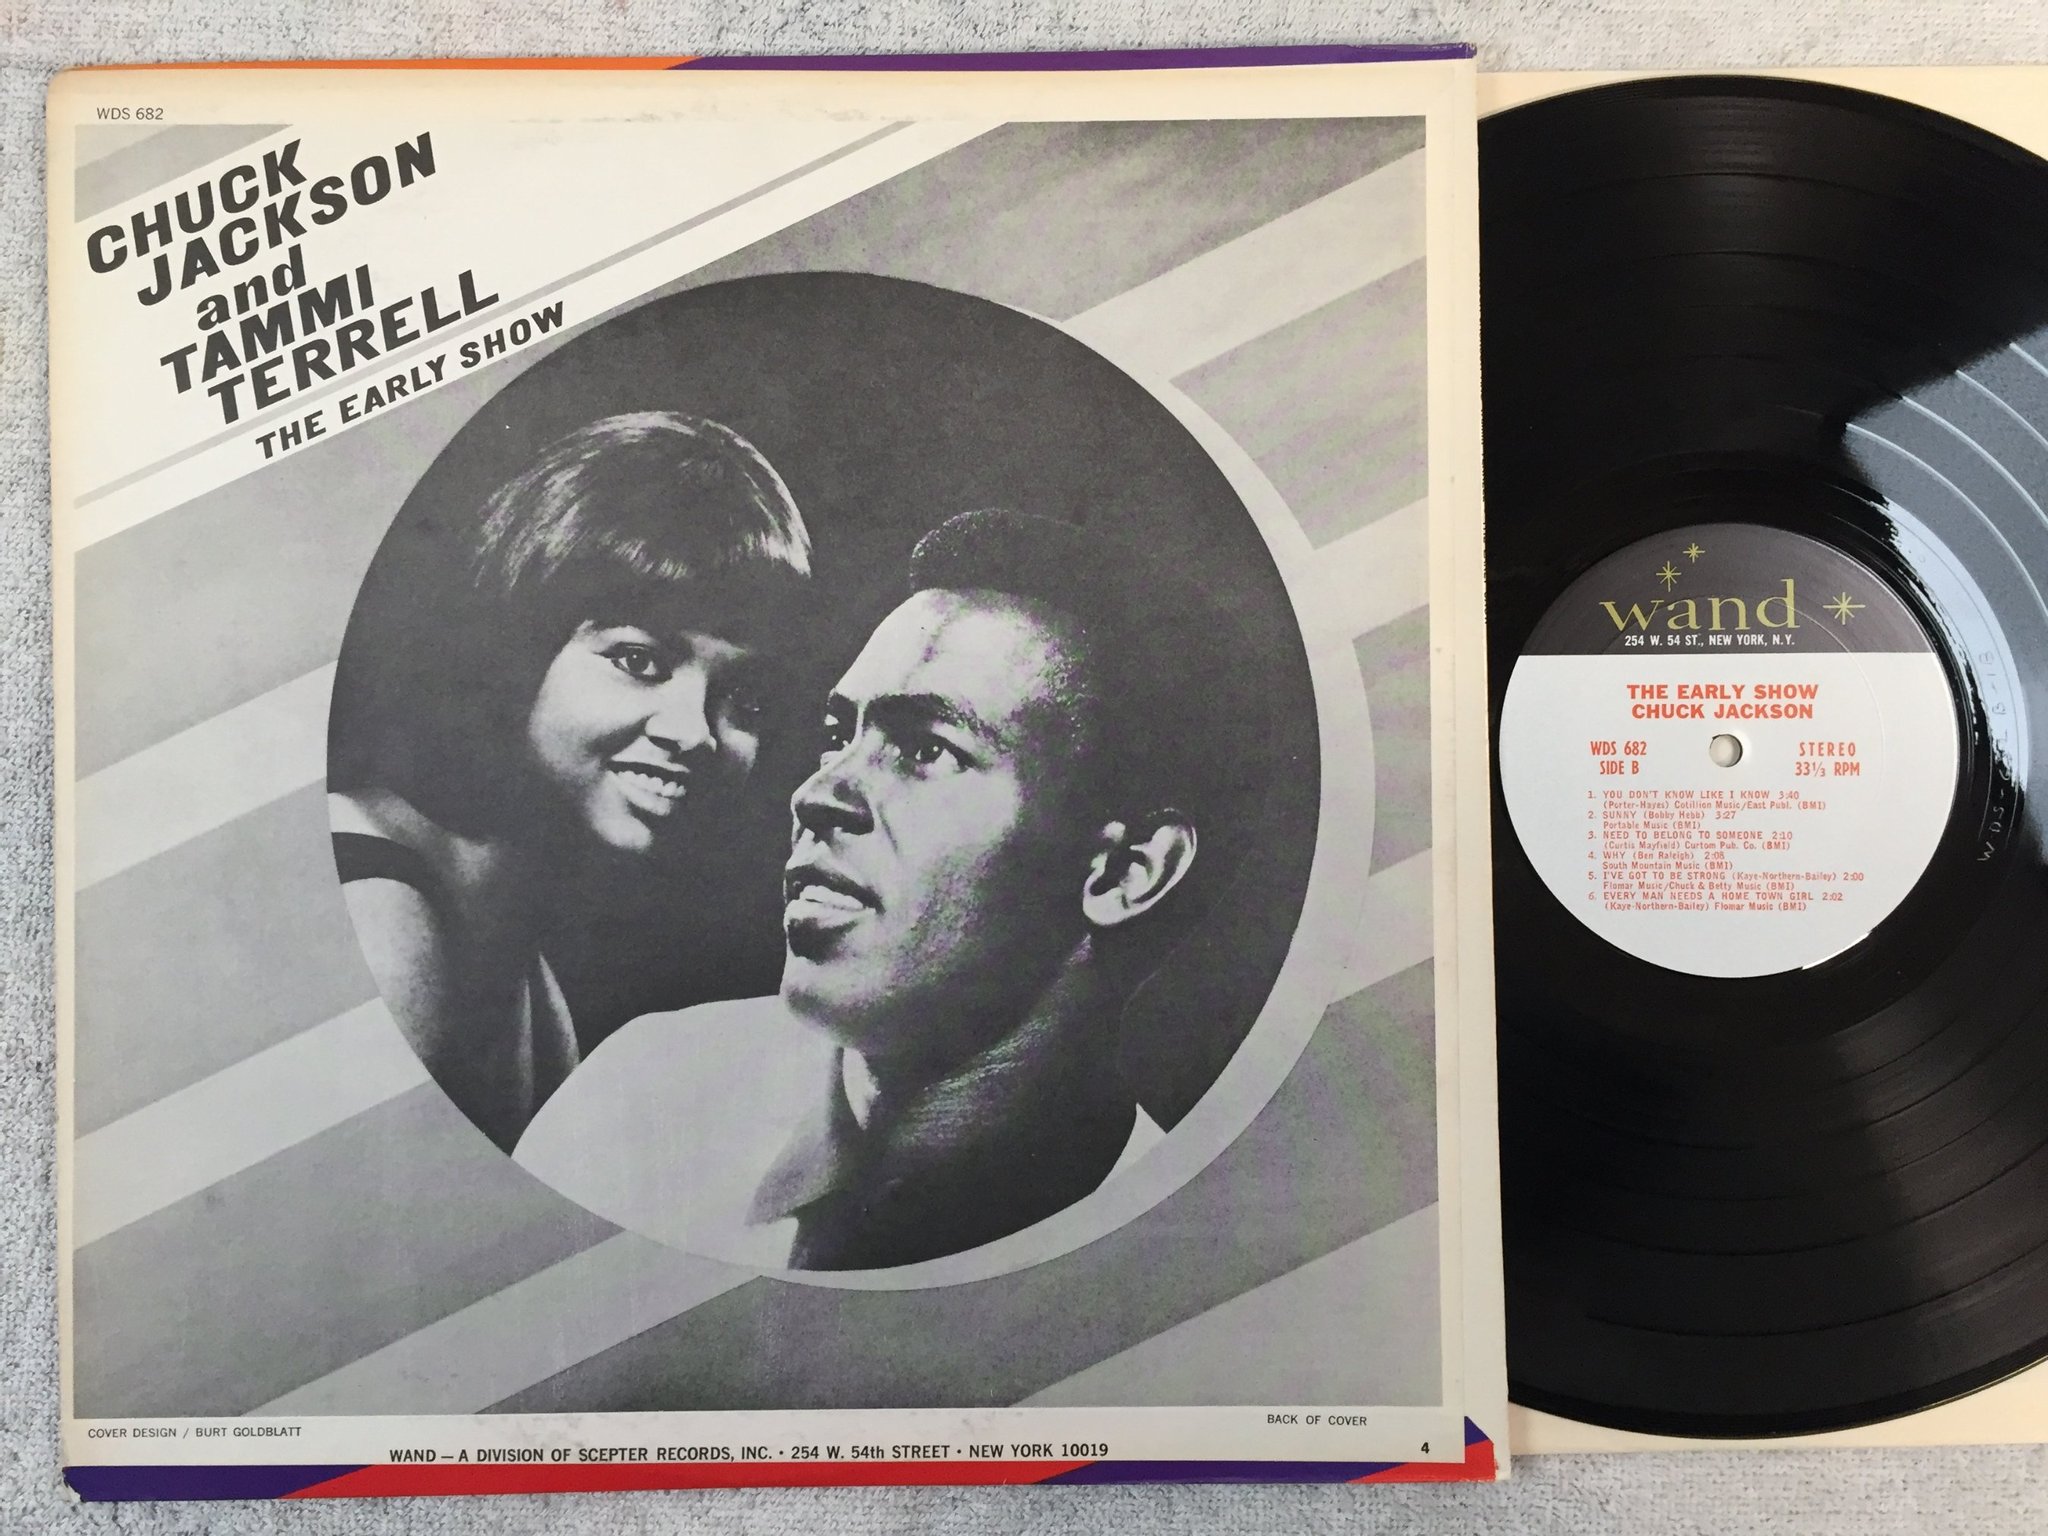 WDS 682
CHUCK
JACKSON
and
TAMMI
TERRELL
THE EARLY SHOW
COVER DESIGN / BURT GOLDBLATT
BACK OF COVER
WAND — A DIVISION OF SCEPTER RECORDS, INC. • 254 W. 54th STREET • NEW YORK 10019
4
wand
254 W. 54 ST., NEW YORK, N.Y.
THE EARLY SHOW
CHUCK JACKSON
WDS 682
SIDE B
STEREO
33⅓ RPM
1. YOU DON'T KNOW LIKE I KNOW 3:40
(Porter-Hayes) Cotillion Music/East Publ. (BMI)
2. SUNNY (Bobby Hebb) 3:27
Portable Music (BMI)
3. NEED TO BELONG TO SOMEONE 2:10
(Curtis Mayfield) Curtom Pub. Co. (BMI)
4. WHY (Ben Raleigh) 2:08
South Mountain Music (BMI)
5. I'VE GOT TO BE STRONG (Kaye-Northern-Bailey) 2:00
Flomar Music/Chuck & Betty Music (BMI)
6. EVERY MAN NEEDS A HOME TOWN GIRL 2:02
(Kaye-Northern-Bailey) Flomar Music (BMI)